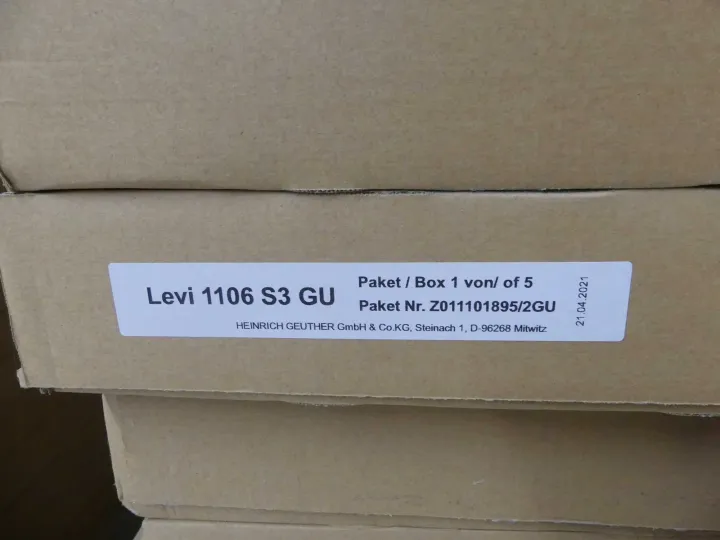 Levi 1106 S3 GU
Paket / Box 1 von/ of 5
Paket Nr. Z011101895/2GU
HEINRICH GEUTHER GmbH & Co.KG, Steinach 1, D-96268 Mitwitz
21.04.2021